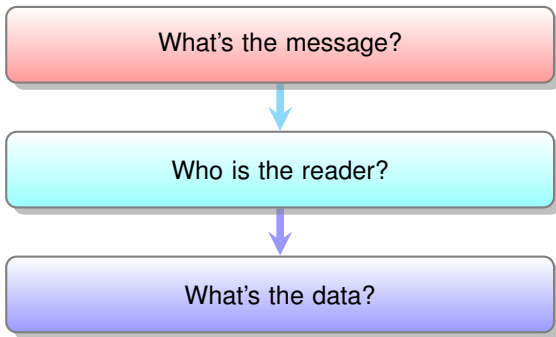 What's the message?
Who is the reader?
What's the data?